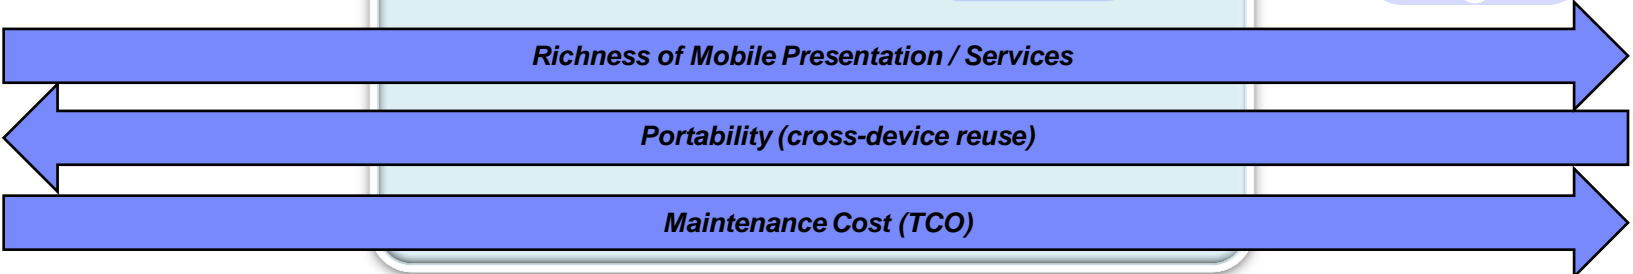 Richness of Mobile Presentation / Services
Portability (cross-device reuse)
Maintenance Cost (TCO)